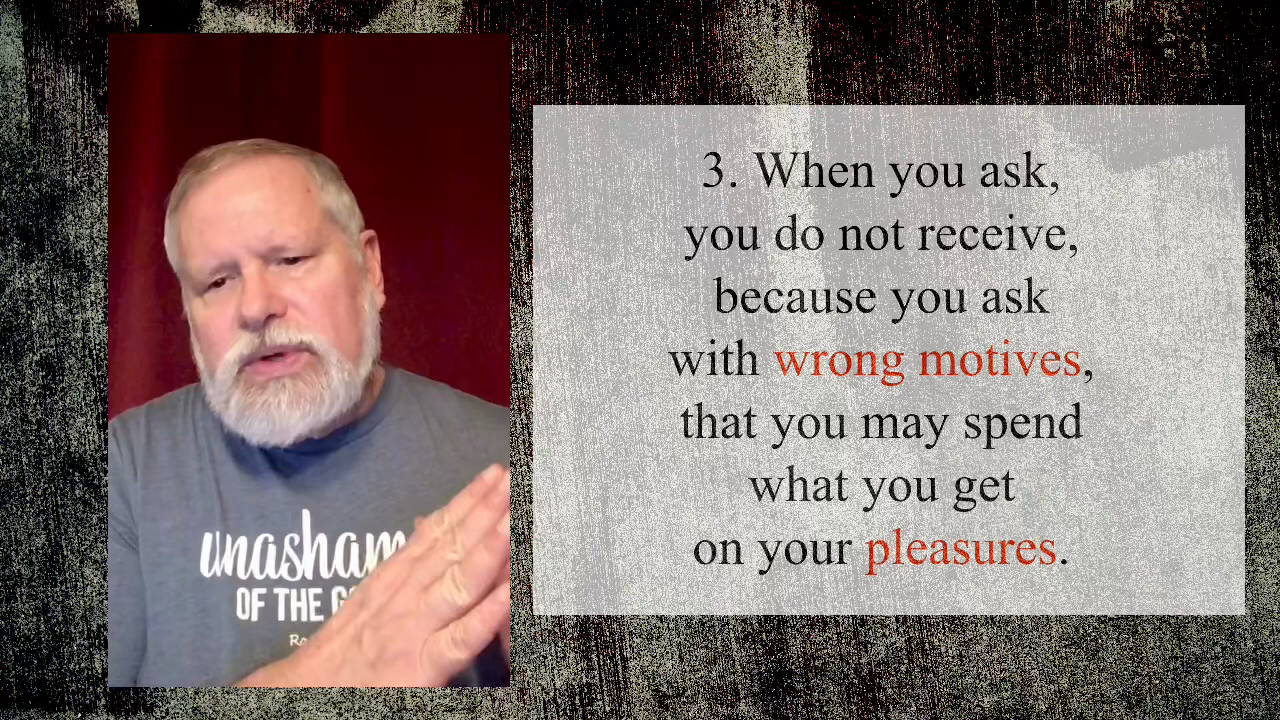 3. When you ask,
you do not receive,
because you ask
with wrong motives,
that you may spend
what you get
on your pleasures.
OF THE